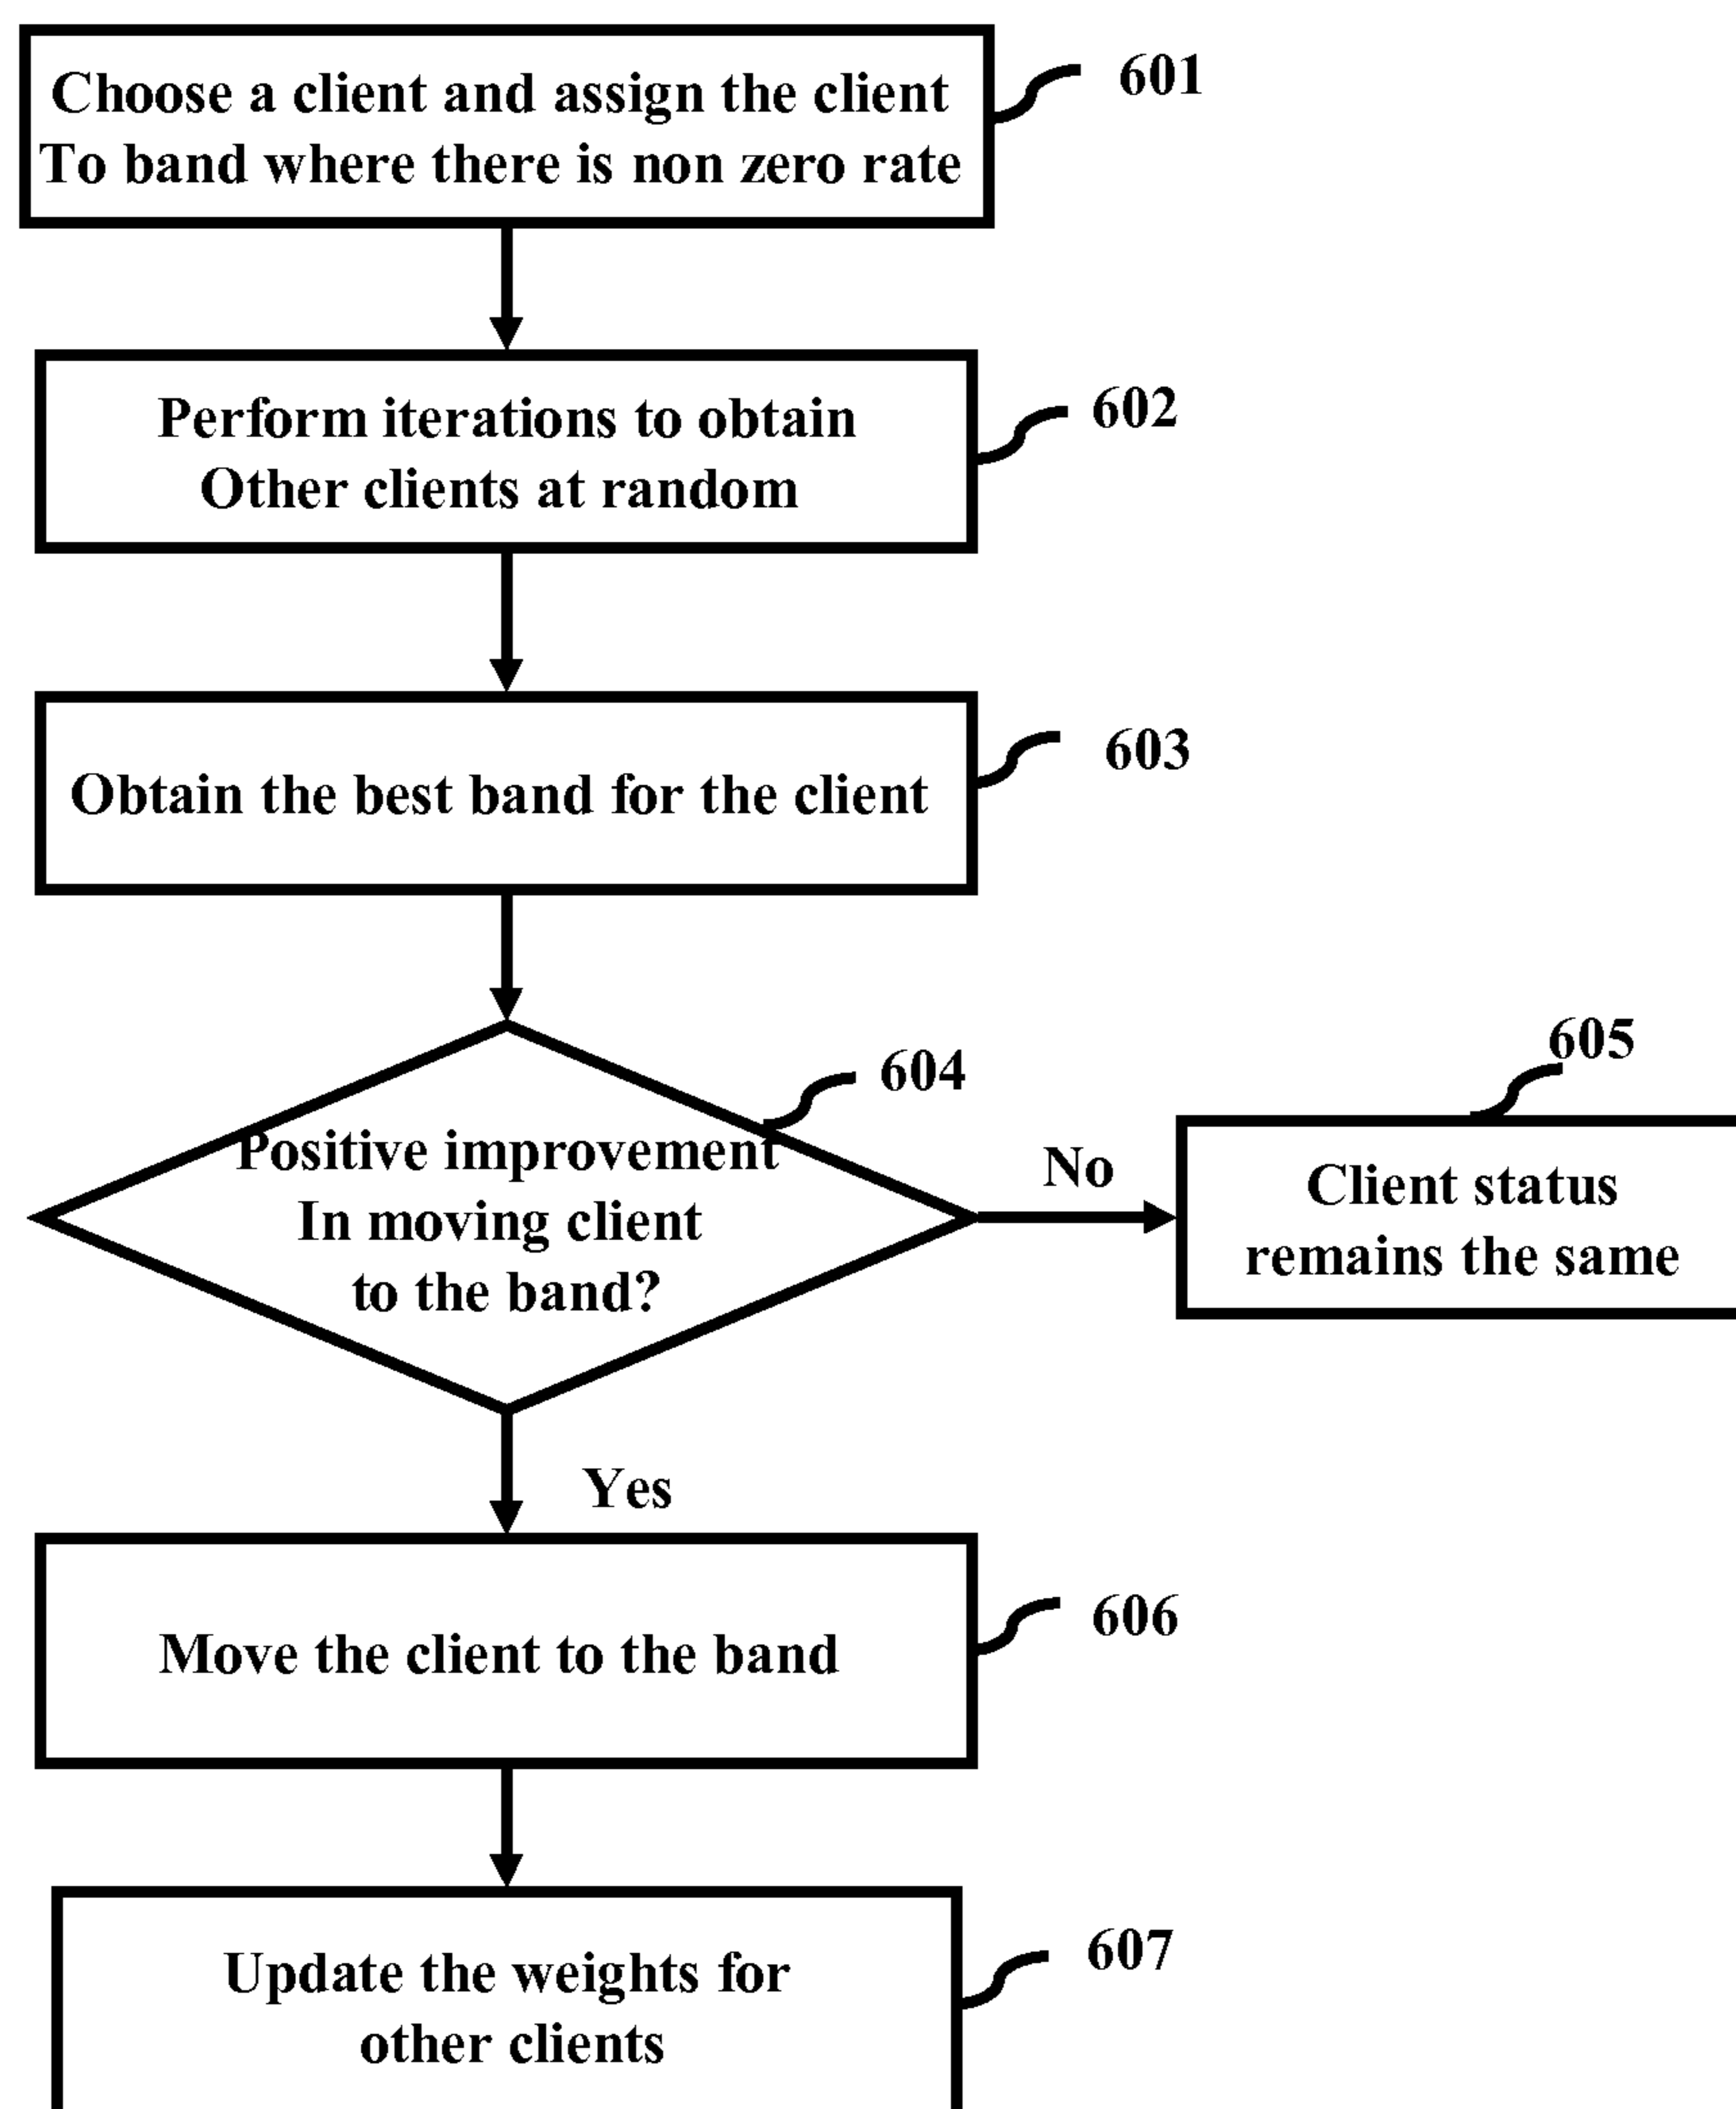 Choose a client and assign the client
To band where there is non zero rate
601
Perform iterations to obtain
Other clients at random
602
Obtain the best band for the client
603
Positive improvement
In moving client
to the band?
604
No
605
Client status
remains the same
Yes
Move the client to the band
606
Update the weights for
other clients
607